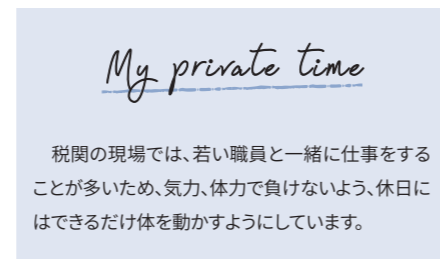 My private time
税関の現場では、若い職員と一緒に仕事をする
ことが多いため、気力、体力で負けないよう、休日に
はできるだけ体を動かすようにしています。